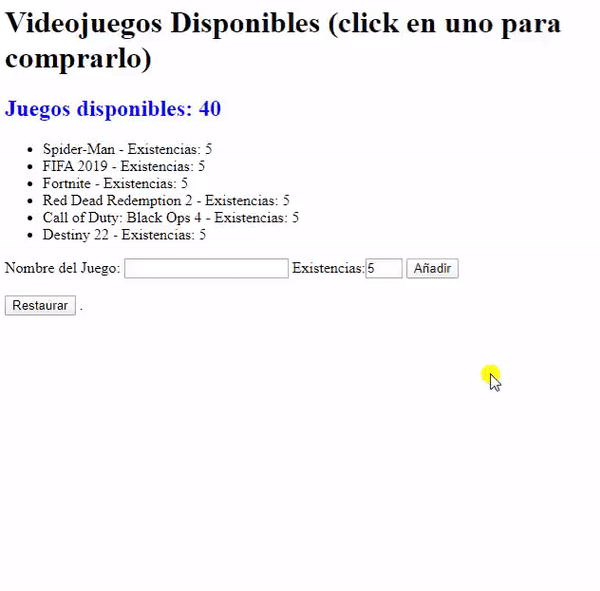 Videojuegos Disponibles (click en uno para
comprarlo)
Juegos disponibles: 40
Spider-Man - Existencias: 5
FIFA 2019 - Existencias: 5
Fortnite - Existencias: 5
Red Dead Redemption 2 - Existencias: 5
Call of Duty: Black Ops 4 - Existencias: 5
Destiny 22 - Existencias: 5
Nombre del Juego: Existencias:5 Añadir
Restaurar .